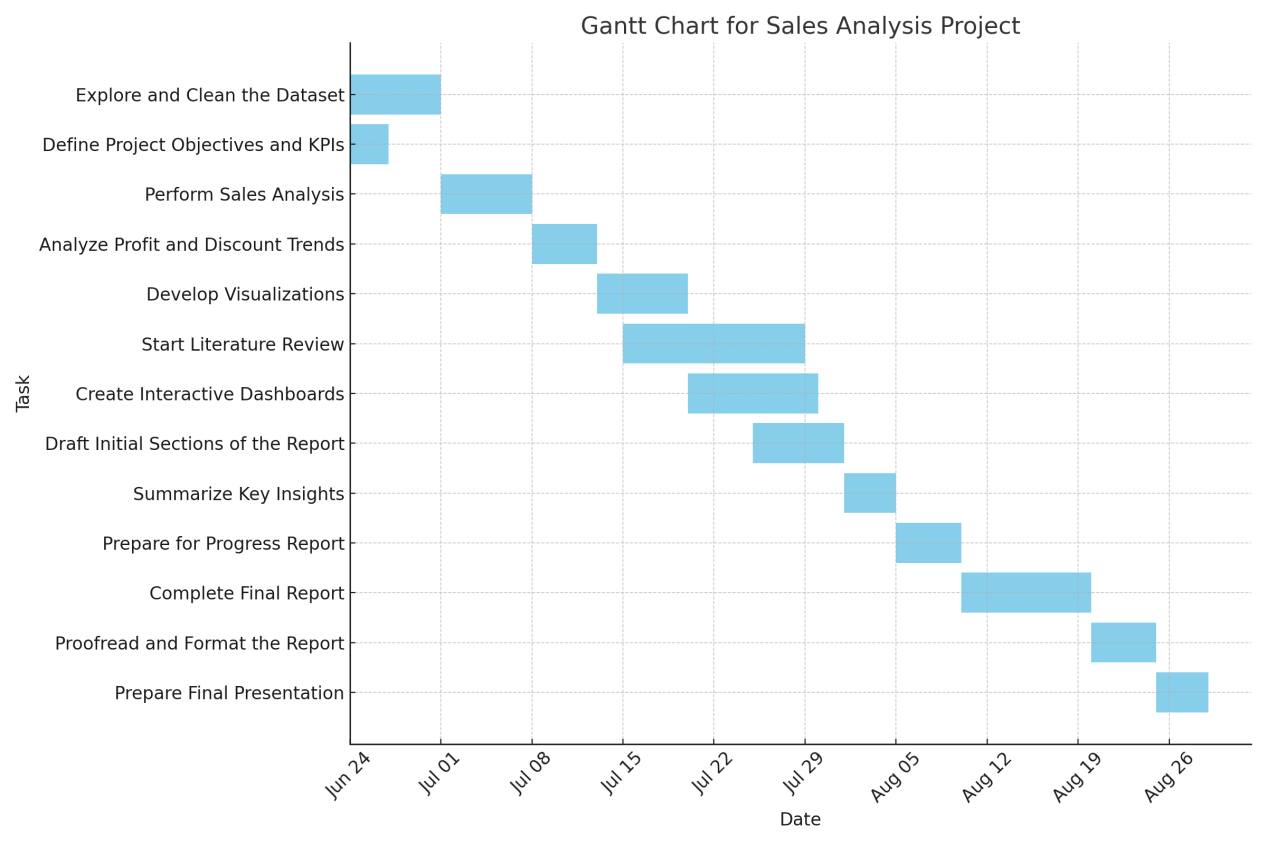 Gantt Chart for Sales Analysis Project
Explore and Clean the Dataset
Define Project Objectives and KPIs
Perform Sales Analysis
Analyze Profit and Discount Trends
Develop Visualizations
Start Literature Review
Create Interactive Dashboards
Draft Initial Sections of the Report
Summarize Key Insights
Prepare for Progress Report
Complete Final Report
Proofread and Format the Report
Prepare Final Presentation
Task
Jun 24
Jul 01
Jul 08
Jul 15
Jul 22
Jul 29
Aug 05
Aug 12
Aug 19
Aug 26
Date